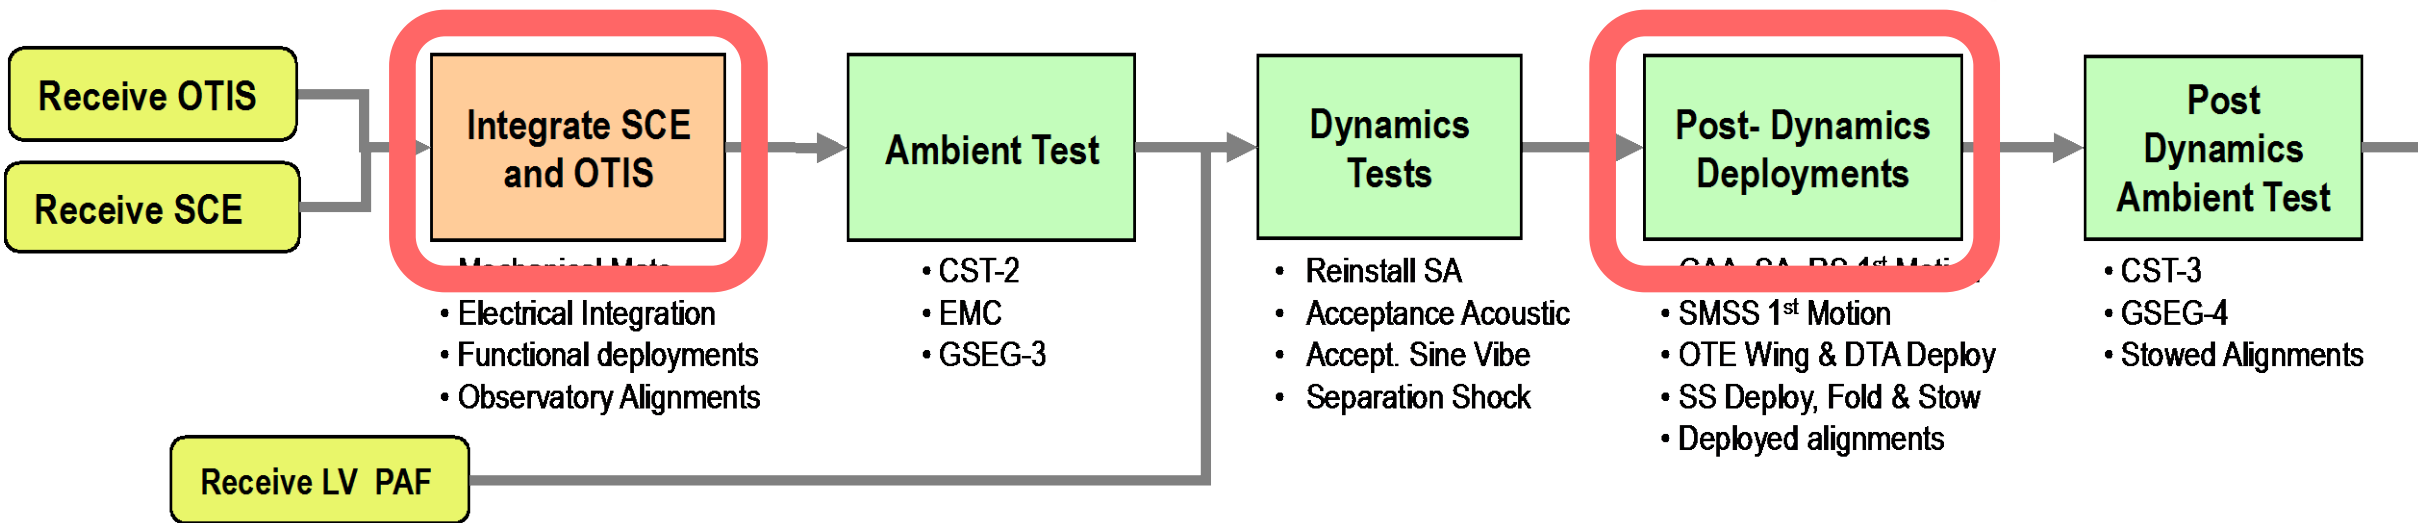 Receive OTIS
Receive SCE
Integrate SCE
and OTIS
• Electrical Integration
• Functional deployments
• Observatory Alignments
Ambient Test
• CST-2
• EMC
• GSEG-3
Receive LV PAF
Dynamics
Tests
• Reinstall SA
• Acceptance Acoustic
• Accept. Sine Vibe
• Separation Shock
Post- Dynamics
Deployments
• SMSS 1st Motion
• OTE Wing & DTA Deploy
• SS Deploy, Fold & Stow
• Deployed alignments
Post
Dynamics
Ambient Test
• CST-3
• GSEG-4
• Stowed Alignments